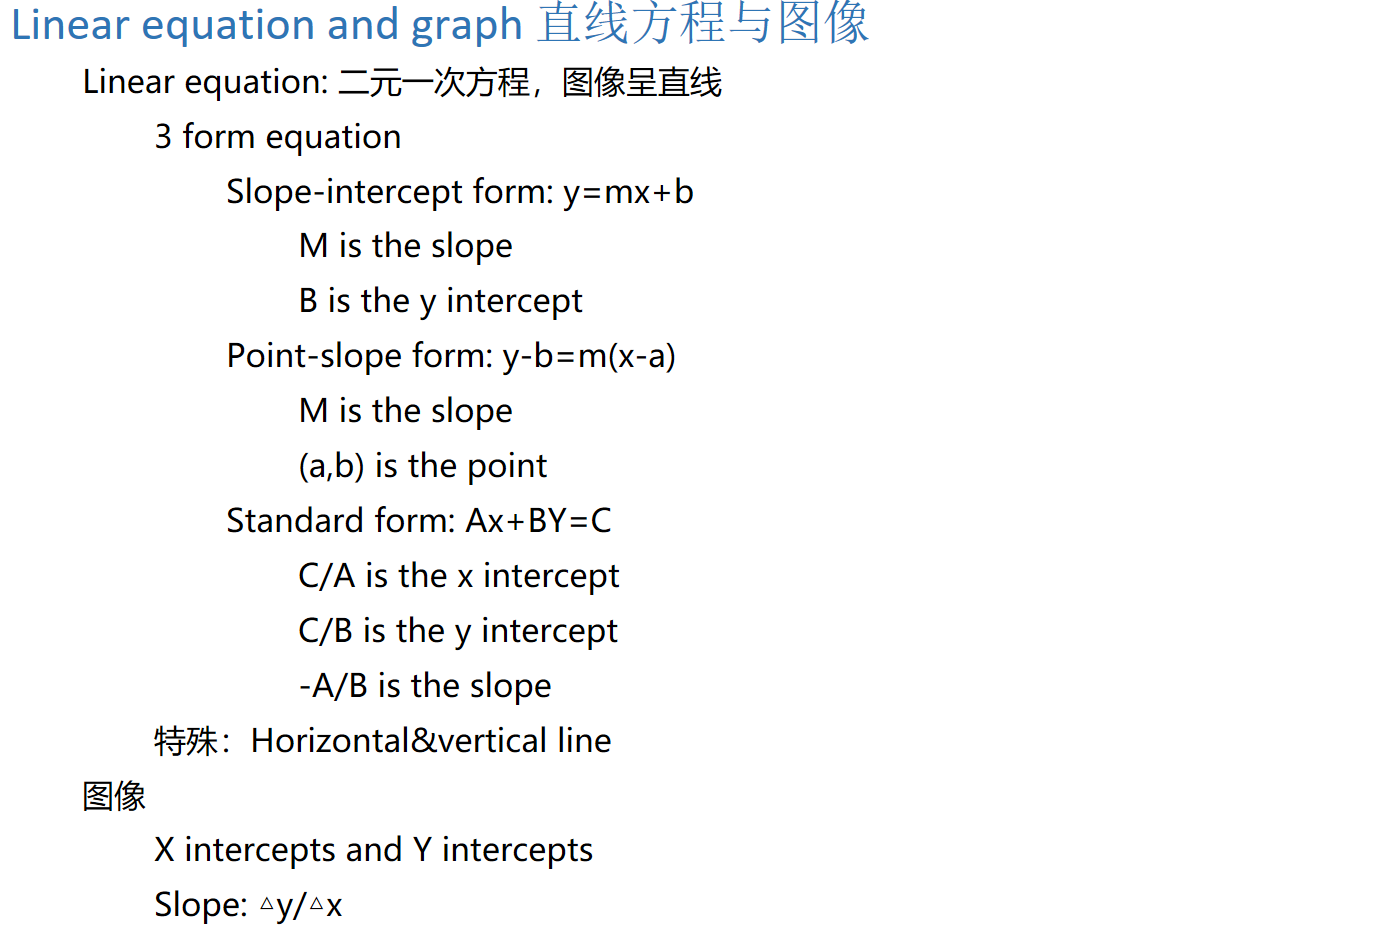 Linear equation and graph 直线方程与图像
Linear equation: 二元一次方程，图像呈直线
3 form equation
Slope-intercept form: y=mx+b
M is the slope
B is the y intercept
Point-slope form: y-b=m(x-a)
M is the slope
(a,b) is the point
Standard form: Ax+BY=C
C/A is the x intercept
C/B is the y intercept
-A/B is the slope
特殊：Horizontal&vertical line
图像
X intercepts and Y intercepts
Slope: △y/△x